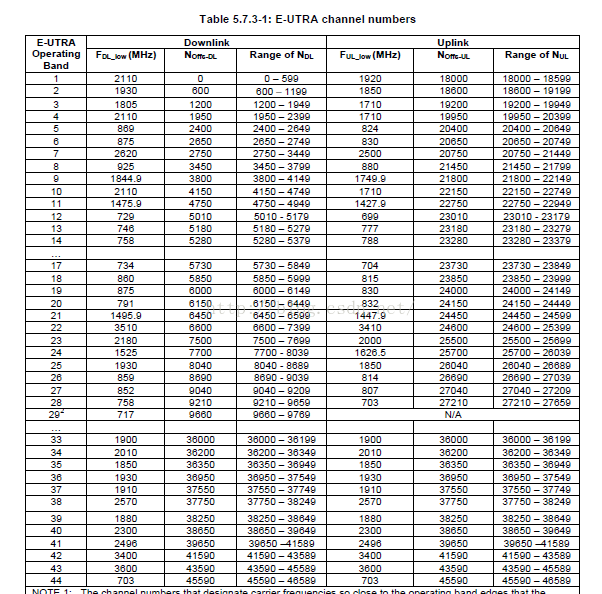 Table 5.7.3-1: E-UTRA channel numbers
E-UTRA Operating Band Downlink Uplink
FDL_low (MHz) NOffs-DL Range of NDL FUL_low (MHz) NOffs-UL Range of NUL
1 2110 0 0 – 599 1920 18000 18000 – 18599
2 1930 600 600 – 1199 1850 18600 18600 – 19199
3 1805 1200 1200 – 1949 1710 19200 19200 – 19949
4 2110 1950 1950 – 2399 1710 19950 19950 – 20399
5 869 2400 2400 – 2649 824 20400 20400 – 20649
6 875 2650 2650 – 2749 830 20650 20650 – 20749
7 2620 2750 2750 – 3449 2500 20750 20750 – 21449
8 925 3450 3450 – 3799 880 21450 21450 – 21799
9 1844.9 3800 3800 – 4149 1749.9 21800 21800 – 22149
10 2110 4150 4150 – 4749 1710 22150 22150 – 22749
11 1475.9 4750 4750 – 4949 1427.9 22750 22750 – 22949
12 729 5010 5010 - 5179 699 23010 23010 - 23179
13 746 5180 5180 – 5279 777 23180 23180 – 23279
14 758 5280 5280 – 5379 788 23280 23280 – 23379
…
17 734 5730 5730 – 5849 704 23730 23730 – 23849
18 860 5850 5850 – 5999 815 23850 23850 – 23999
19 875 6000 6000 – 6149 830 24000 24000 – 24149
20 791 6150 6150 – 6449 832 24150 24150 – 24449
21 1495.9 6450 6450 – 6599 1447.9 24450 24450 – 24599
22 3510 6600 6600 – 7399 3410 24600 24600 – 25399
23 2180 7500 7500 – 7699 2000 25500 25500 – 25699
24 1525 7700 7700 - 8039 1626.5 25700 25700 – 26039
25 1930 8040 8040 - 8689 1850 26040 26040 – 26689
26 859 8690 8690 - 9039 814 26690 26690 – 27039
27 852 9040 9040 – 9209 807 27040 27040 – 27209
28 758 9210 9210 – 9659 703 27210 27210 – 27659
29² 717 9660 9660 – 9769 N/A
…
33 1900 36000 36000 – 36199 1900 36000 36000 – 36199
34 2010 36200 36200 – 36349 2010 36200 36200 – 36349
35 1850 36350 36350 – 36949 1850 36350 36350 – 36949
36 1930 36950 36950 – 37549 1930 36950 36950 – 37549
37 1910 37550 37550 – 37749 1910 37550 37550 – 37749
38 2570 37750 37750 – 38249 2570 37750 37750 – 38249
39 1880 38250 38250 – 38649 1880 38250 38250 – 38649
40 2300 38650 38650 – 39649 2300 38650 38650 – 39649
41 2496 39650 39650 –41589 2496 39650 39650 –41589
42 3400 41590 41590 – 43589 3400 41590 41590 – 43589
43 3600 43590 43590 – 45589 3600 43590 43590 – 45589
44 703 45590 45590 – 46589 703 45590 45590 – 46589
NOTE 1: The channel numbers that designate carrier frequencies so close to the operating band edges that the